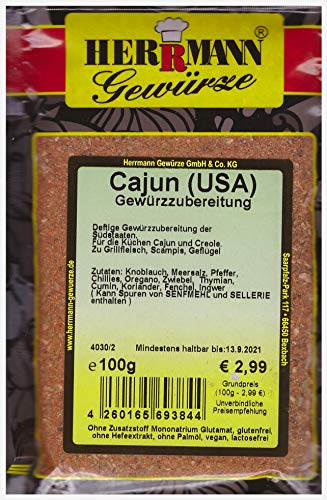 HERRMANN ®
Gewürze
Herrmann Gewürze GmbH & Co. KG
Cajun (USA)
Gewürzzubereitung
Deftige Gewürzzubereitung der
Südstaaten.
Für die Küchen Cajun und Creole.
Zu Grillfleisch, Scampis, Geflügel
Zutaten: Knoblauch, Meersalz, Pfeffer,
Chillies, Oregano, Zwiebel, Thymian,
Cumin, Koriander, Fenchel, Ingwer
( Kann Spuren von SENFMEHL und SELLERIE
enthalten )
www.herrmann-gewuerze.de
Saarpfalz-Park 117 - 66450 Bexbach
4030/2 Mindestens haltbar bis:13.9.2021
e100g € 2,99
Grundpreis
(100g - 2,99 €)
Unverbindliche
Preisempfehlung
4 260165 693844
Ohne Zusatzstoff Mononatrium Glutamat, glutenfrei,
ohne Hefeextrakt, ohne Palmöl, vegan, lactosefrei